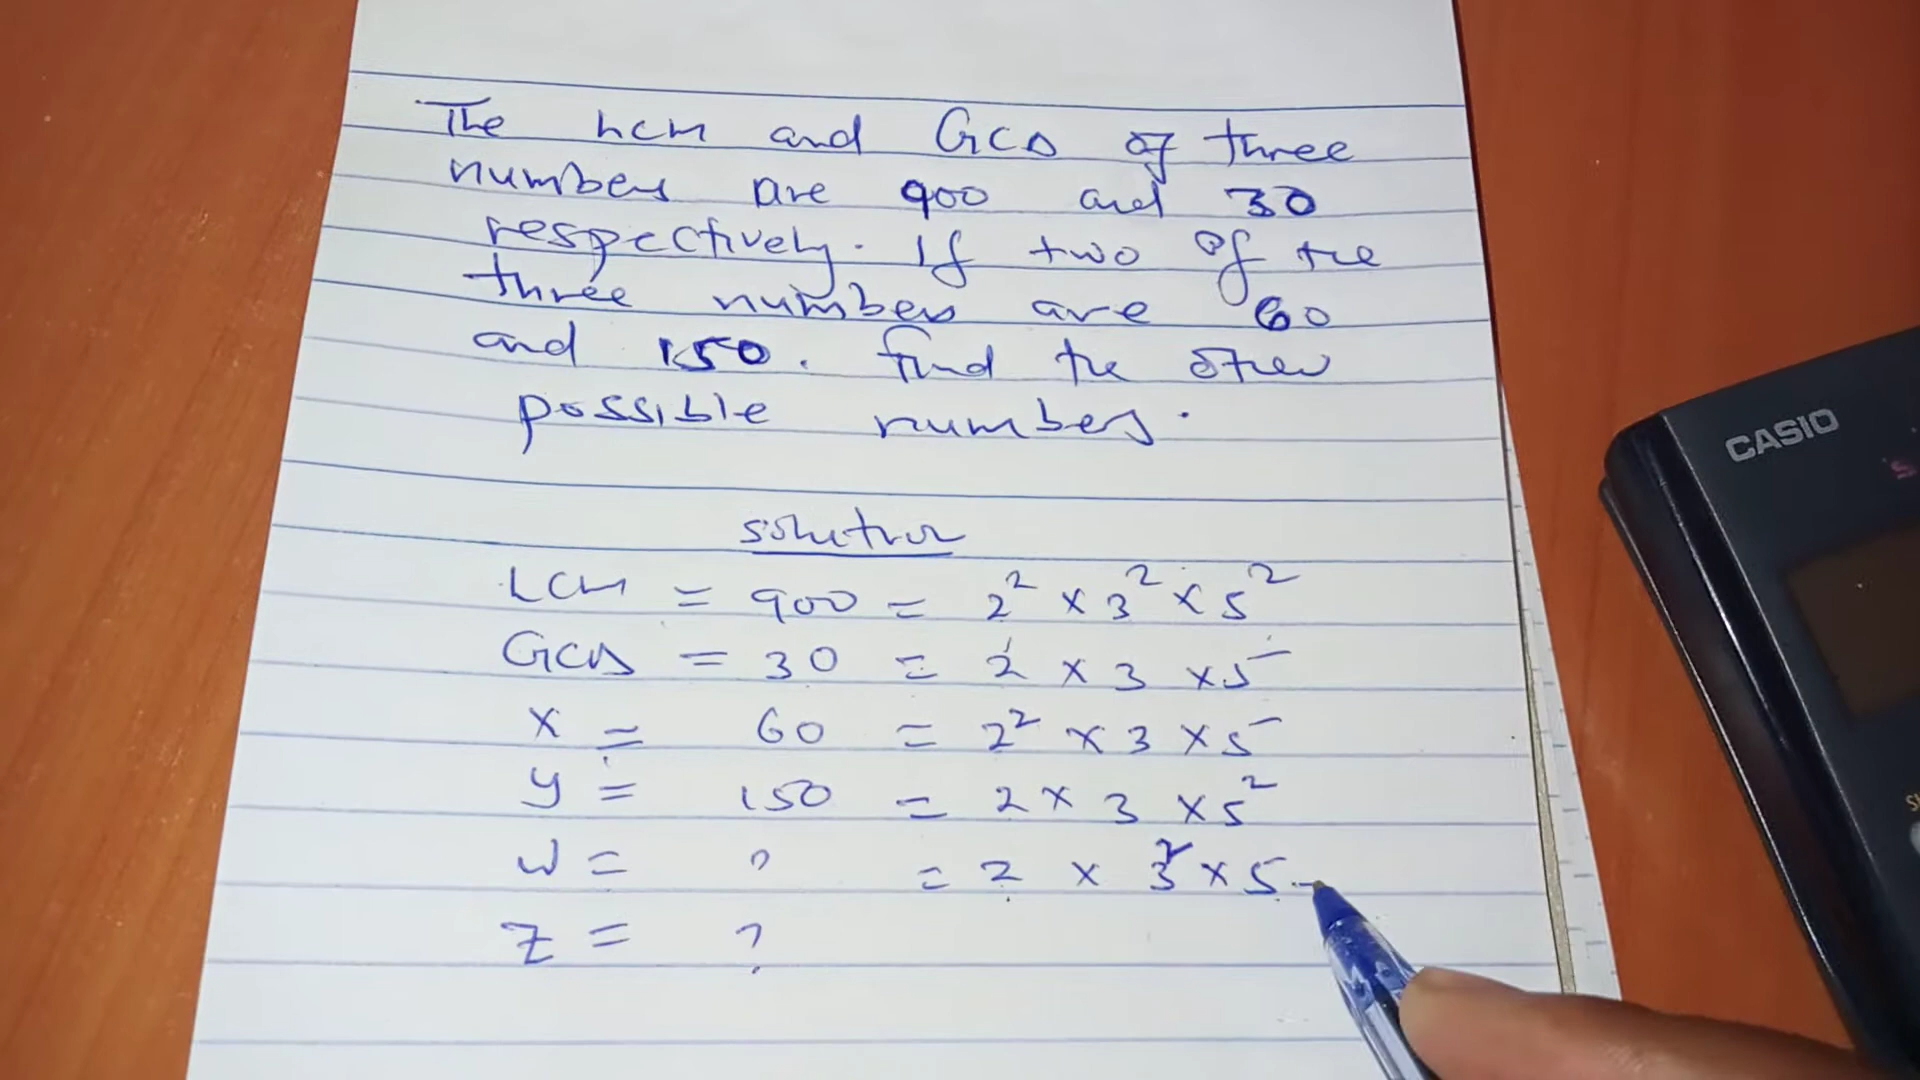 The LCM and GCD of three
numbers are 900 and 30
respectively. If two of the
three numbers are 60
and 150. find the other
possible numbers.
solution
LCM = 900 = 2² × 3² × 5²
GCD = 30 = 2 × 3 × 5
x = 60 = 2² × 3 × 5
y = 150 = 2 × 3 × 5²
W = ? = 2 × 3² × 5
Z = ?
CASIO